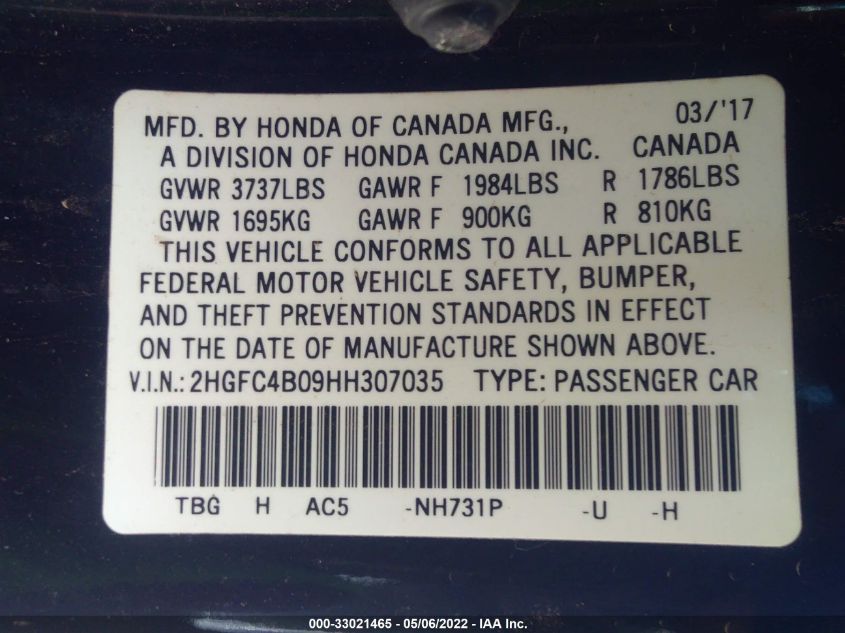 MFD. BY HONDA OF CANADA MFG., 03/'17
A DIVISION OF HONDA CANADA INC. CANADA
GVWR 3737LBS GAWR F 1984LBS R 1786LBS
GVWR 1695KG GAWR F 900KG R 810KG
THIS VEHICLE CONFORMS TO ALL APPLICABLE
FEDERAL MOTOR VEHICLE SAFETY, BUMPER,
AND THEFT PREVENTION STANDARDS IN EFFECT
ON THE DATE OF MANUFACTURE SHOWN ABOVE.
V.I.N.: 2HGFC4B09HH307035 TYPE: PASSENGER CAR
TBG H AC5 -NH731P -U -H
000-33021465 - 05/06/2022 - IAA Inc.